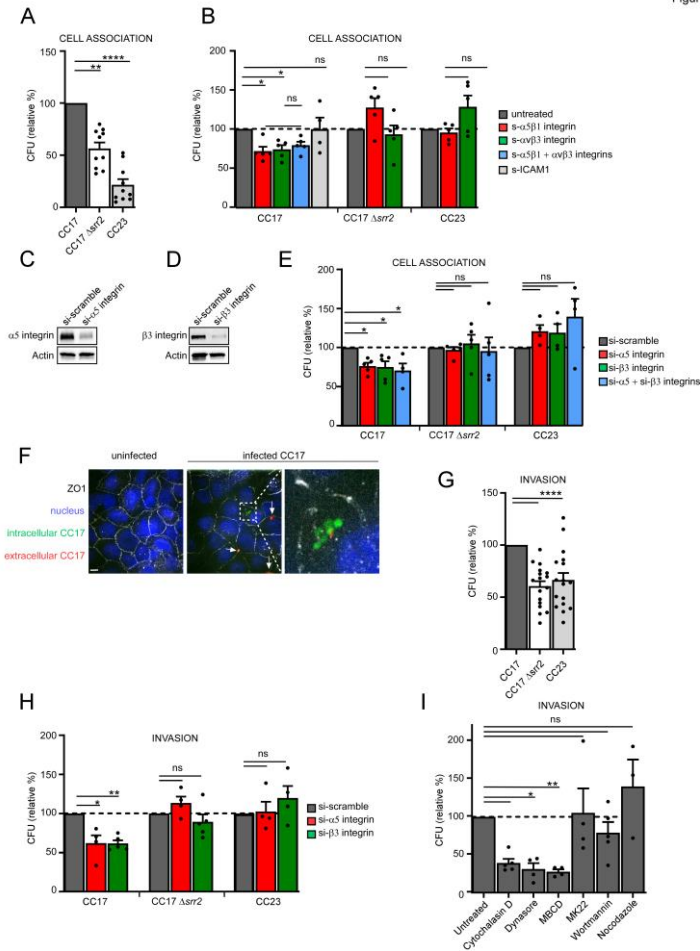 Figur
A
CELL ASSOCIATION
CFU (relative %)
150
100
50
0
**
****
CC17
CC17 Δsrr2
CC23
B
CELL ASSOCIATION
CFU (relative %)
200
150
100
50
0
ns
*
*
ns
ns
ns
CC17
CC17 Δsrr2
CC23
untreated
s-α5β1 integrin
s-αvβ3 integrin
s-α5β1 + αvβ3 integrins
s-ICAM1
C
si-scramble
si-α5 integrin
α5 integrin
Actin
D
si-scramble
si-β3 integrin
β3 integrin
Actin
E
CELL ASSOCIATION
CFU (relative %)
200
150
100
50
0
*
*
*
ns
ns
CC17
CC17 Δsrr2
CC23
si-scramble
si-α5 integrin
si-β3 integrin
si-α5 + si-β3 integrins
F
uninfected
infected CC17
ZO1
nucleus
intracellular CC17
extracellular CC17
G
INVASION
CFU (relative %)
150
100
50
0
****
CC17
CC17 Δsrr2
CC23
H
INVASION
CFU (relative %)
200
150
100
50
0
**
*
ns
ns
CC17
CC17 Δsrr2
CC23
si-scramble
si-α5 integrin
si-β3 integrin
I
INVASION
CFU (relative %)
200
150
100
50
0
ns
**
*
Untreated
Cytochalasin D
Dynasore
MBCD
MK22
Wortmannin
Nocodazole